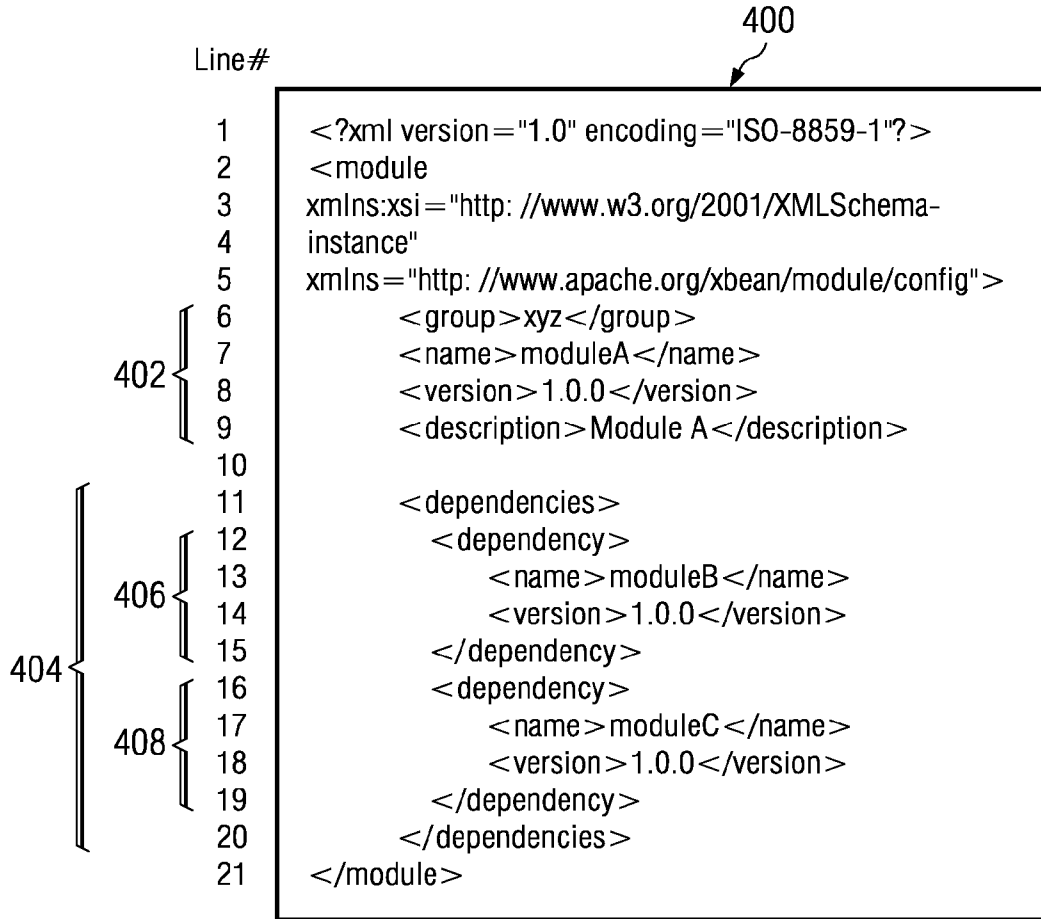 400
Line#
1 <?xml version="1.0" encoding="ISO-8859-1"?>
2 <module
3 xmlns:xsi="http: //www.w3.org/2001/XMLSchema-
4 instance"
5 xmlns="http: //www.apache.org/xbean/module/config">
6 <group>xyz</group>
7 <name>moduleA</name>
402
8 <version>1.0.0</version>
9 <description>Module A</description>
10
11 <dependencies>
12 <dependency>
13 <name>moduleB</name>
406
14 <version>1.0.0</version>
15 </dependency>
404
16 <dependency>
17 <name>moduleC</name>
408
18 <version>1.0.0</version>
19 </dependency>
20 </dependencies>
21 </module>